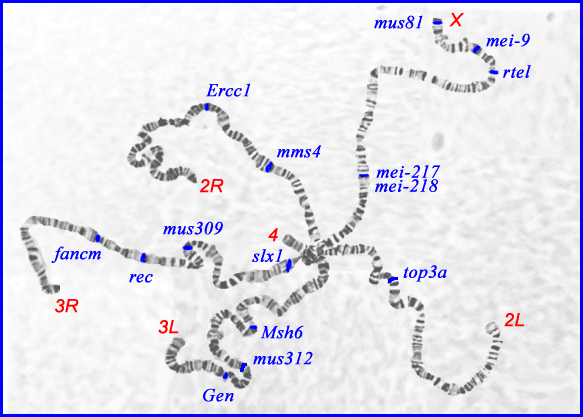 mus81
X
mei-9
rtel
Ercc1
mms4
2R
mei-217
mei-218
mus309
4
fancm
rec
slx1
top3a
3R
3L
Msh6
2L
mus312
Gen